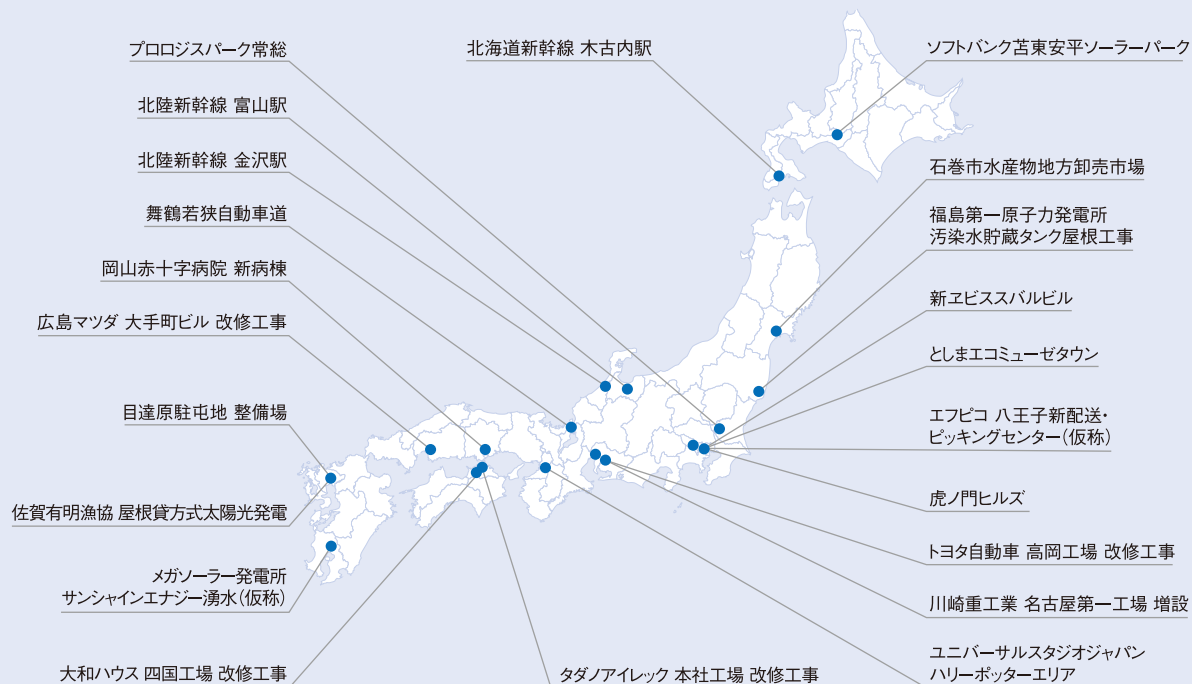 プロロジスパーク常総
北陸新幹線 富山駅
北陸新幹線 金沢駅
舞鶴若狭自動車道
岡山赤十字病院 新病棟
広島マツダ 大手町ビル 改修工事
目達原駐屯地 整備場
佐賀有明漁協 屋根貸方式太陽光発電
メガソーラー発電所
サンシャインエナジー湧水(仮称)
大和ハウス 四国工場 改修工事
タダノアイレック 本社工場 改修工事
北海道新幹線 木古内駅
ソフトバンク苫東安平ソーラーパーク
石巻市水産物地方卸売市場
福島第一原子力発電所
汚染水貯蔵タンク屋根工事
新ヱビススバルビル
としまエコミューゼタウン
エフピコ 八王子新配送・
ピッキングセンター(仮称)
虎ノ門ヒルズ
トヨタ自動車 高岡工場 改修工事
川崎重工業 名古屋第一工場 増設
ユニバーサルスタジオジャパン
ハリーポッターエリア